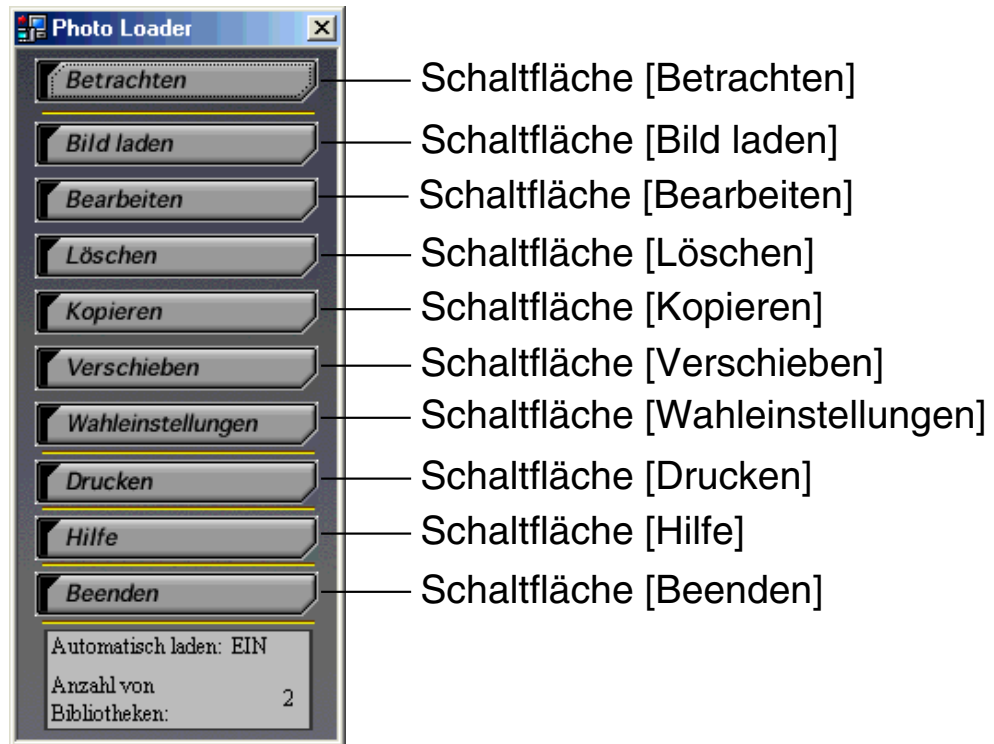 Photo Loader
Betrachten
Schaltfläche [Betrachten]
Bild laden
Schaltfläche [Bild laden]
Bearbeiten
Schaltfläche [Bearbeiten]
Löschen
Schaltfläche [Löschen]
Kopieren
Schaltfläche [Kopieren]
Verschieben
Schaltfläche [Verschieben]
Wahleinstellungen
Schaltfläche [Wahleinstellungen]
Drucken
Schaltfläche [Drucken]
Hilfe
Schaltfläche [Hilfe]
Beenden
Schaltfläche [Beenden]
Automatisch laden: EIN
Anzahl von
Bibliotheken: 2